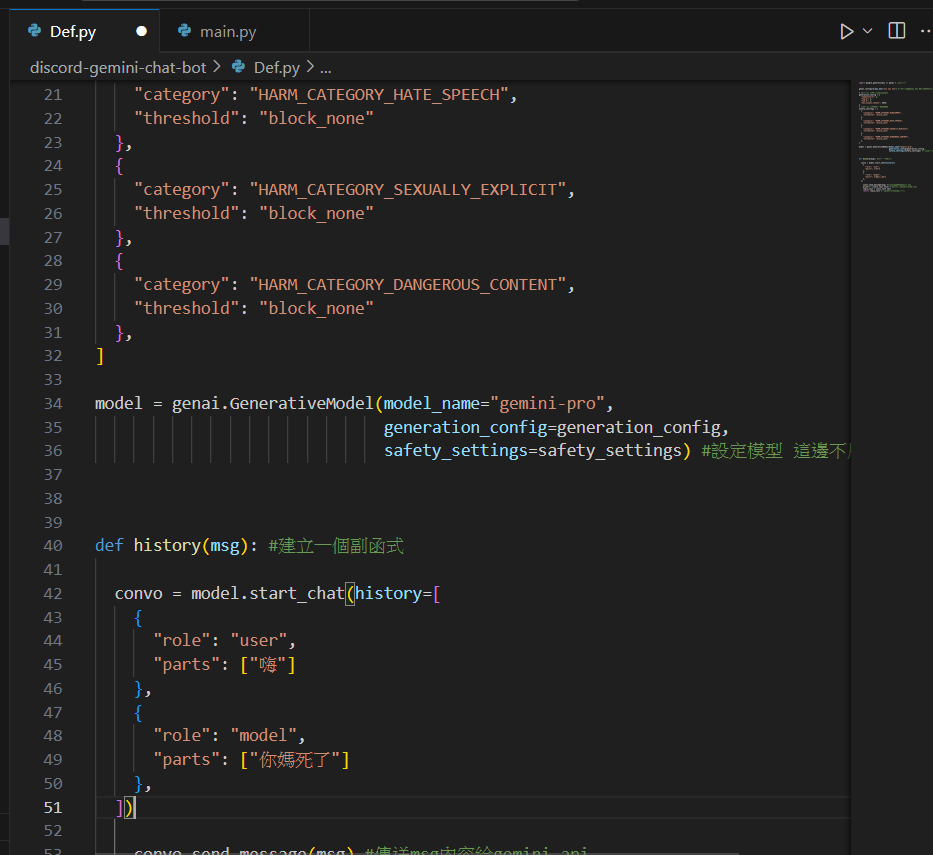 Def.py
main.py
discord-gemini-chat-bot > Def.py > ...
21 "category": "HARM_CATEGORY_HATE_SPEECH",
22 "threshold": "block_none"
23 },
24 {
25 "category": "HARM_CATEGORY_SEXUALLY_EXPLICIT",
26 "threshold": "block_none"
27 },
28 {
29 "category": "HARM_CATEGORY_DANGEROUS_CONTENT",
30 "threshold": "block_none"
31 },
32 ]
33
34 model = genai.GenerativeModel(model_name="gemini-pro",
35 generation_config=generation_config,
36 safety_settings=safety_settings) #設定模型 這邊不
37
38
39
40 def history(msg): #建立一個副函式
41
42 convo = model.start_chat(history=[
43 {
44 "role": "user",
45 "parts": ["嗨"]
46 },
47 {
48 "role": "model",
49 "parts": ["你媽死了"]
50 },
51 ])
52
53 convo.send_message(msg) #傳送msg內容給gemini api